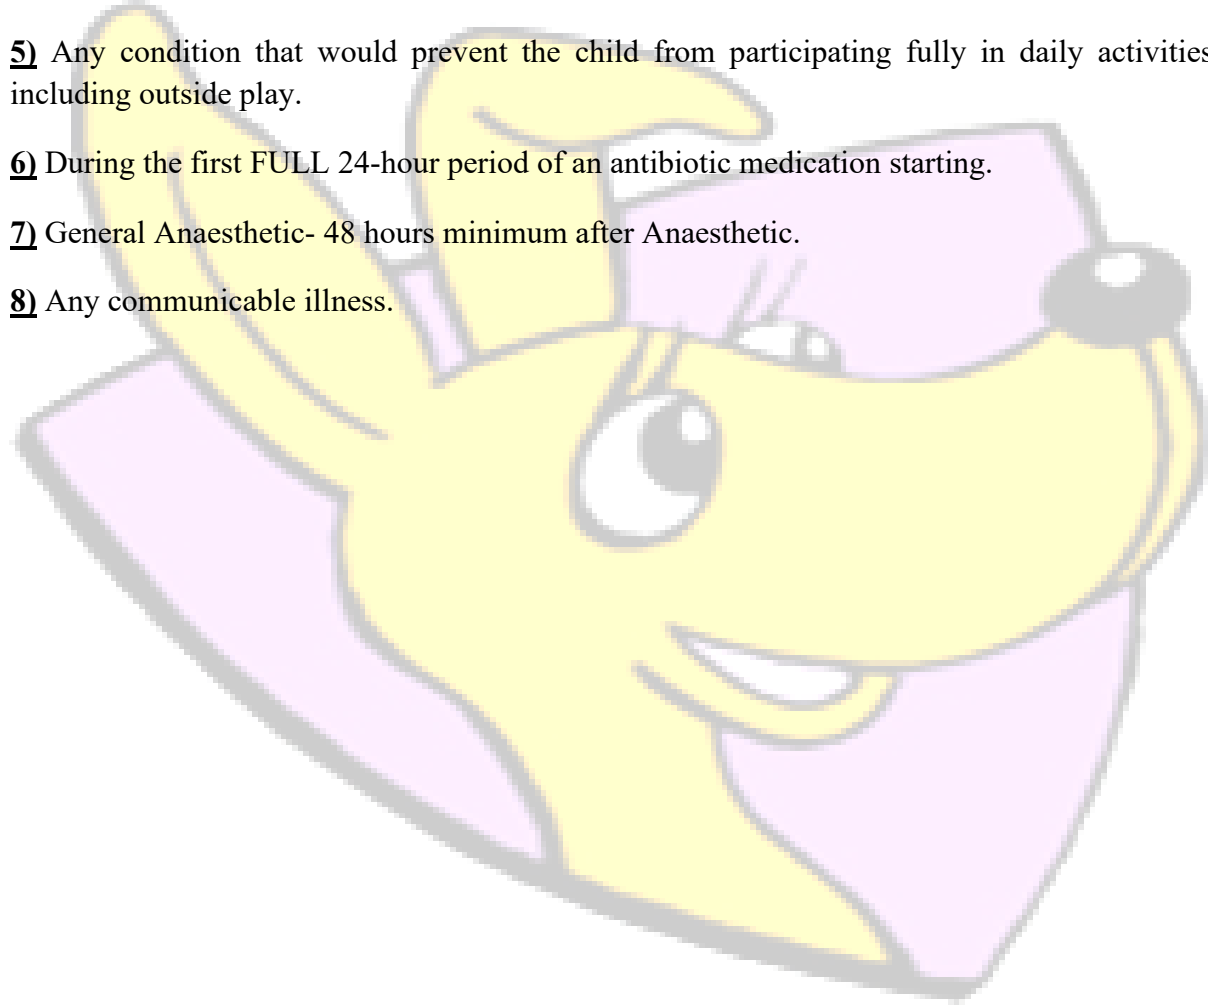 5) Any condition that would prevent the child from participating fully in daily activities
including outside play.
6) During the first FULL 24-hour period of an antibiotic medication starting.
7) General Anaesthetic- 48 hours minimum after Anaesthetic.
8) Any communicable illness.